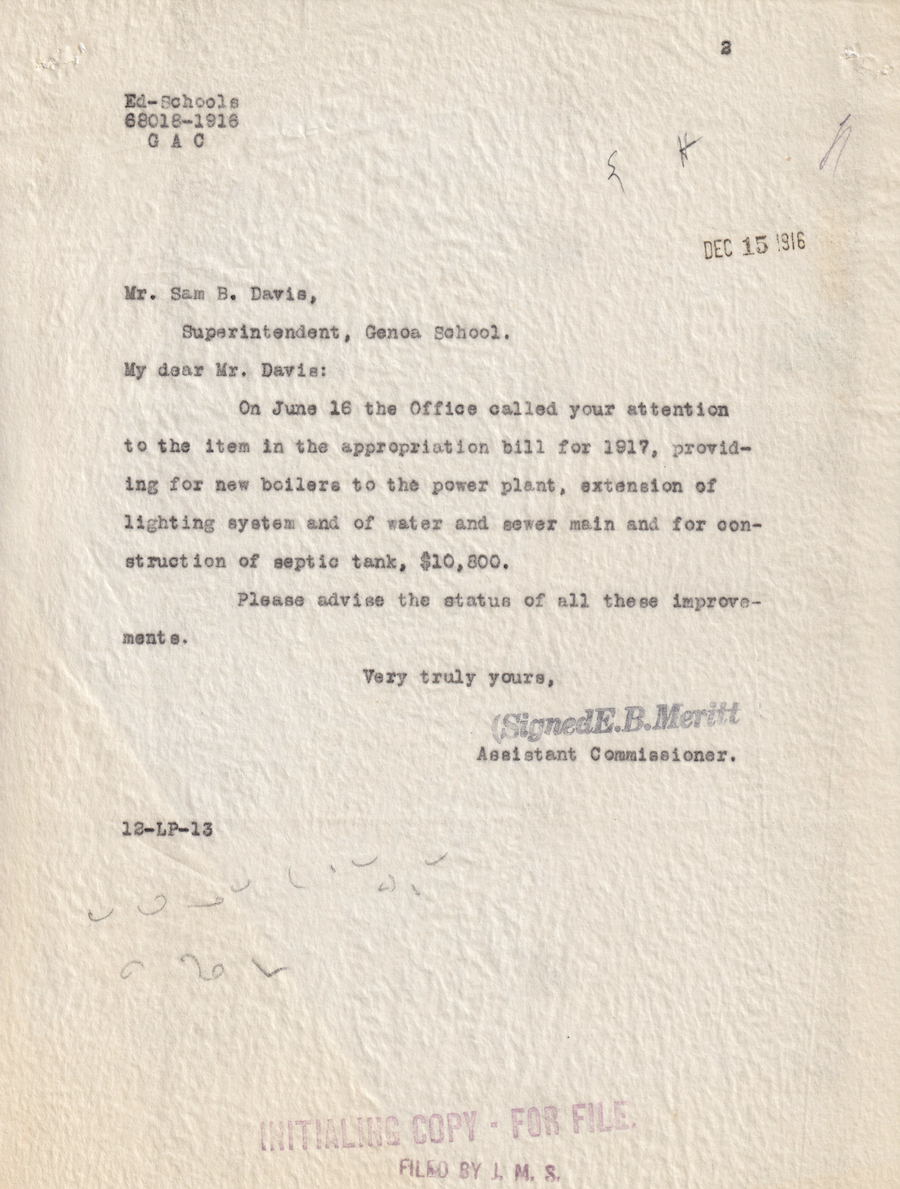 2
Ed-Schools
68018-1916
G A C
DEC 15 1916
Mr. Sam B. Davis,
Superintendent, Genoa School.
My dear Mr. Davis:
On June 16 the Office called your attention
to the item in the appropriation bill for 1917, provid-
ing for new boilers to the power plant, extension of
lighting system and of water and sewer main and for con-
struction of septic tank, $10,800.
Please advise the status of all these improve-
ments.
Very truly yours,
(Signed E.B.Meritt
Assistant Commissioner.
12-LP-13
INITIALING COPY - FOR FILE.
FILED BY J. M. S.